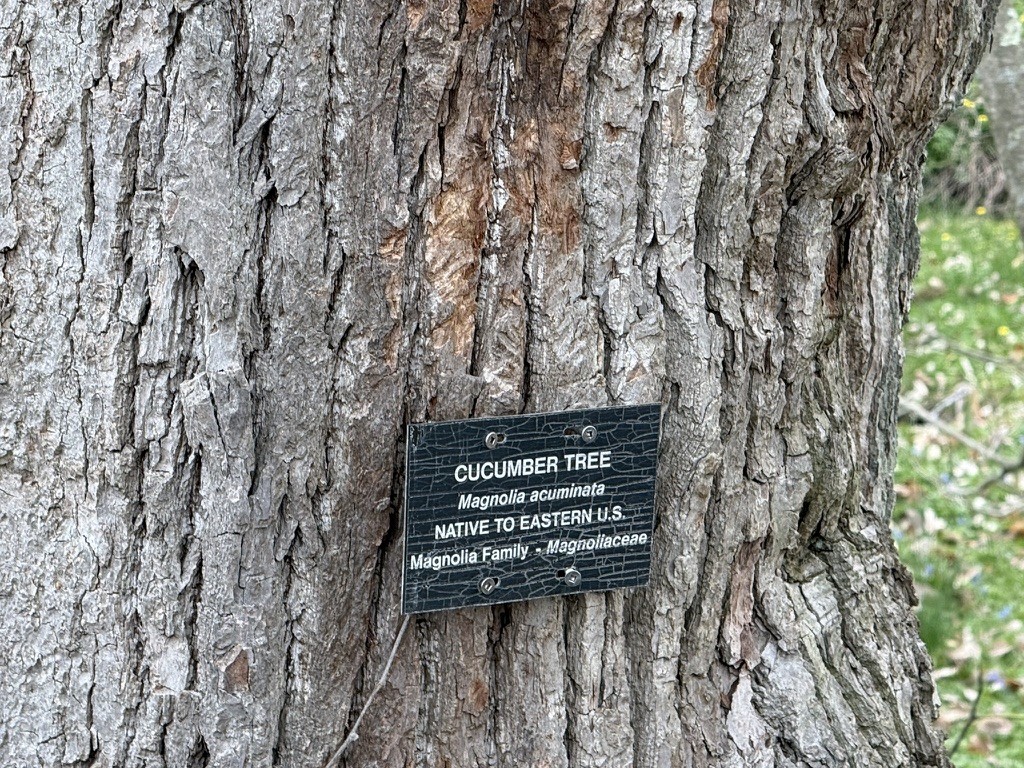 CUCUMBER TREE
Magnolia acuminata
NATIVE TO EASTERN U.S.
Magnolia Family - Magnoliaceae